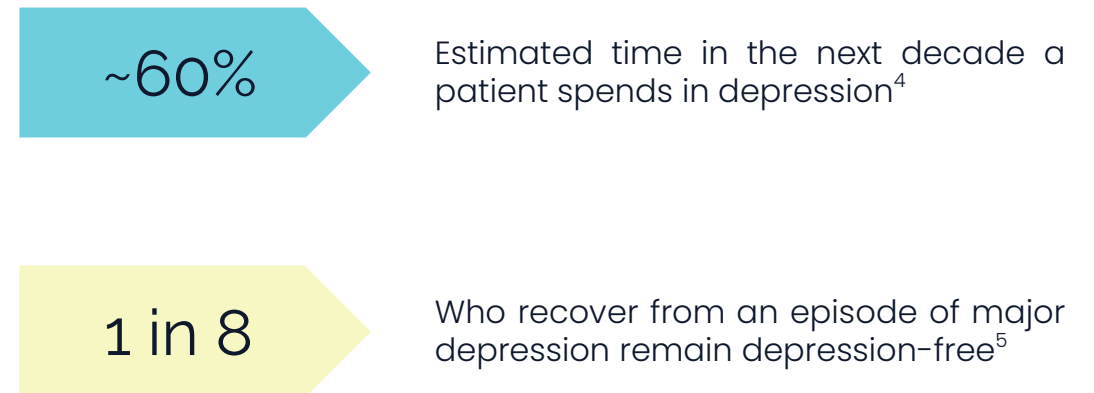 ~60%
Estimated time in the next decade a
patient spends in depression⁴
1 in 8
Who recover from an episode of major
depression remain depression-free⁵